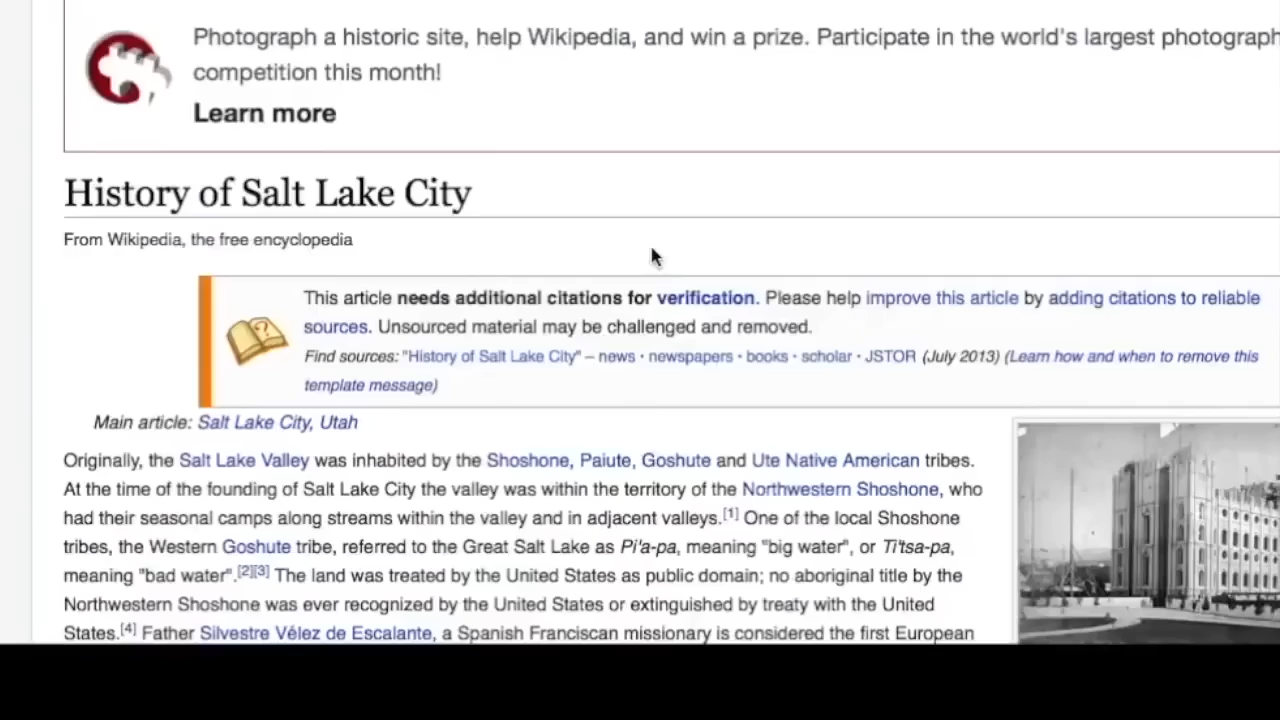 Photograph a historic site, help Wikipedia, and win a prize. Participate in the world's largest photograph
competition this month!
Learn more
History of Salt Lake City
From Wikipedia, the free encyclopedia
This article needs additional citations for verification. Please help improve this article by adding citations to reliable
sources. Unsourced material may be challenged and removed.
Find sources: "History of Salt Lake City" – news · newspapers · books · scholar · JSTOR (July 2013) (Learn how and when to remove this
template message)
Main article: Salt Lake City, Utah
Originally, the Salt Lake Valley was inhabited by the Shoshone, Paiute, Goshute and Ute Native American tribes.
At the time of the founding of Salt Lake City the valley was within the territory of the Northwestern Shoshone, who
had their seasonal camps along streams within the valley and in adjacent valleys.[1] One of the local Shoshone
tribes, the Western Goshute tribe, referred to the Great Salt Lake as Pi'a-pa, meaning "big water", or Ti'tsa-pa,
meaning "bad water".[2][3] The land was treated by the United States as public domain; no aboriginal title by the
Northwestern Shoshone was ever recognized by the United States or extinguished by treaty with the United
States.[4] Father Silvestre Vélez de Escalante, a Spanish Franciscan missionary is considered the first European